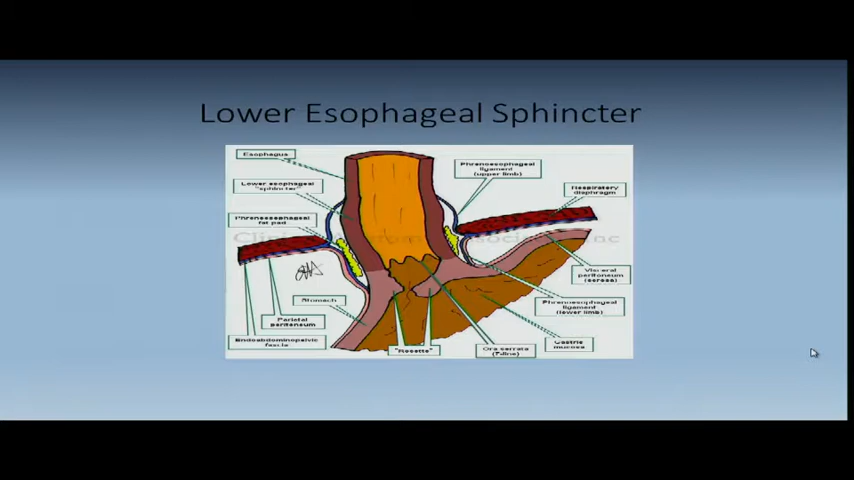 Lower Esophageal Sphincter
Esophagus
Lower esophageal
"sphincter"
Phrenoesophageal
fat pad
Phrenoesophageal
ligament
(upper limb)
Respiratory
diaphragm
Visceral
peritoneum
(serosa)
Stomach
Parietal
peritoneum
Endoabdominopelvic
fascia
"Rosette"
Ora serrata
(Z-line)
Phrenoesophageal
ligament
(lower limb)
Gastric
mucosa